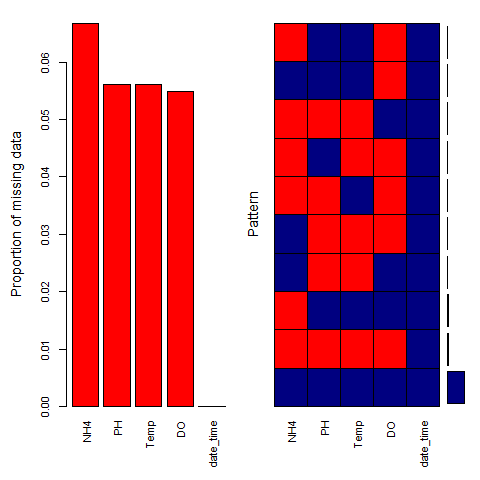 Proportion of missing data
0.06
0.05
0.04
0.03
0.02
0.01
0.00
NH4
PH
Temp
DO
date_time
Pattern
NH4
PH
Temp
DO
date_time